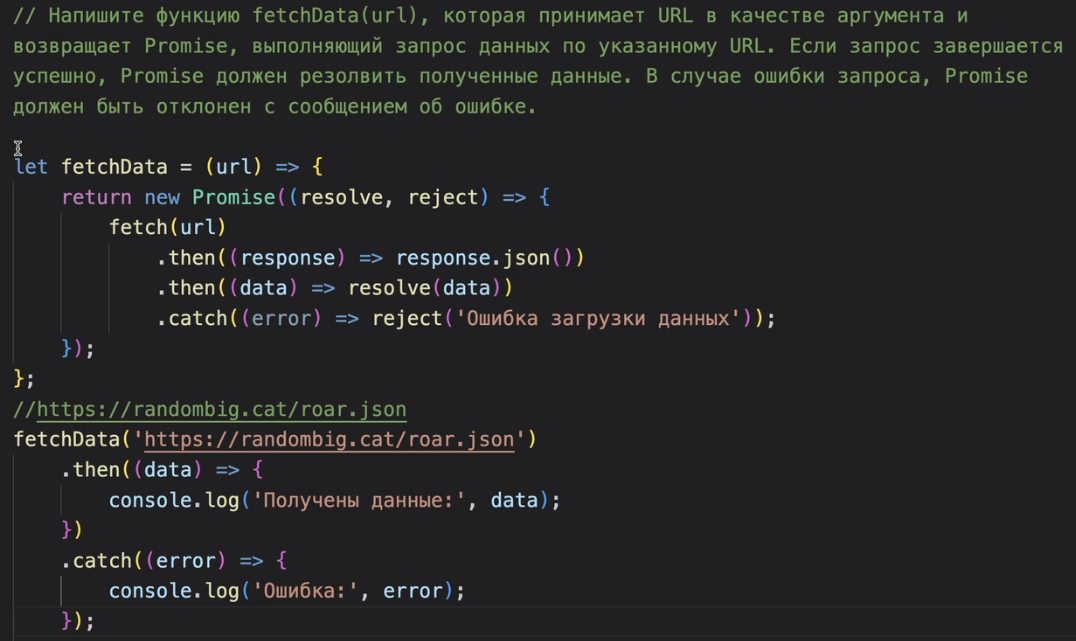 // Напишите функцию fetchData(url), которая принимает URL в качестве аргумента и
возвращает Promise, выполняющий запрос данных по указанному URL. Если запрос завершается
успешно, Promise должен резолвить полученные данные. В случае ошибки запроса, Promise
должен быть отклонен с сообщением об ошибке.
let fetchData = (url) => {
    return new Promise((resolve, reject) => {
        fetch(url)
            .then((response) => response.json())
            .then((data) => resolve(data))
            .catch((error) => reject('Ошибка загрузки данных'));
    });
};
//https://randombig.cat/roar.json
fetchData('https://randombig.cat/roar.json')
    .then((data) => {
        console.log('Получены данные:', data);
    })
    .catch((error) => {
        console.log('Ошибка:', error);
    });